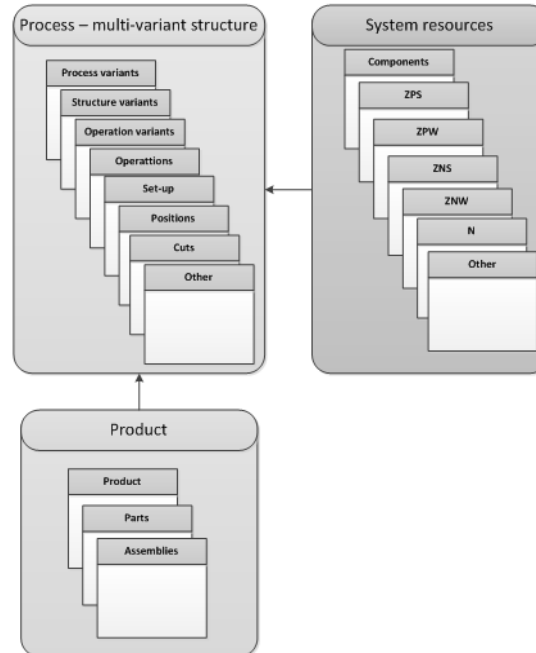 Process – multi-variant structure
Process variants
Structure variants
Operation variants
Operattions
Set-up
Positions
Cuts
Other
System resources
Components
ZPS
ZPW
ZNS
ZNW
N
Other
Product
Product
Parts
Assemblies